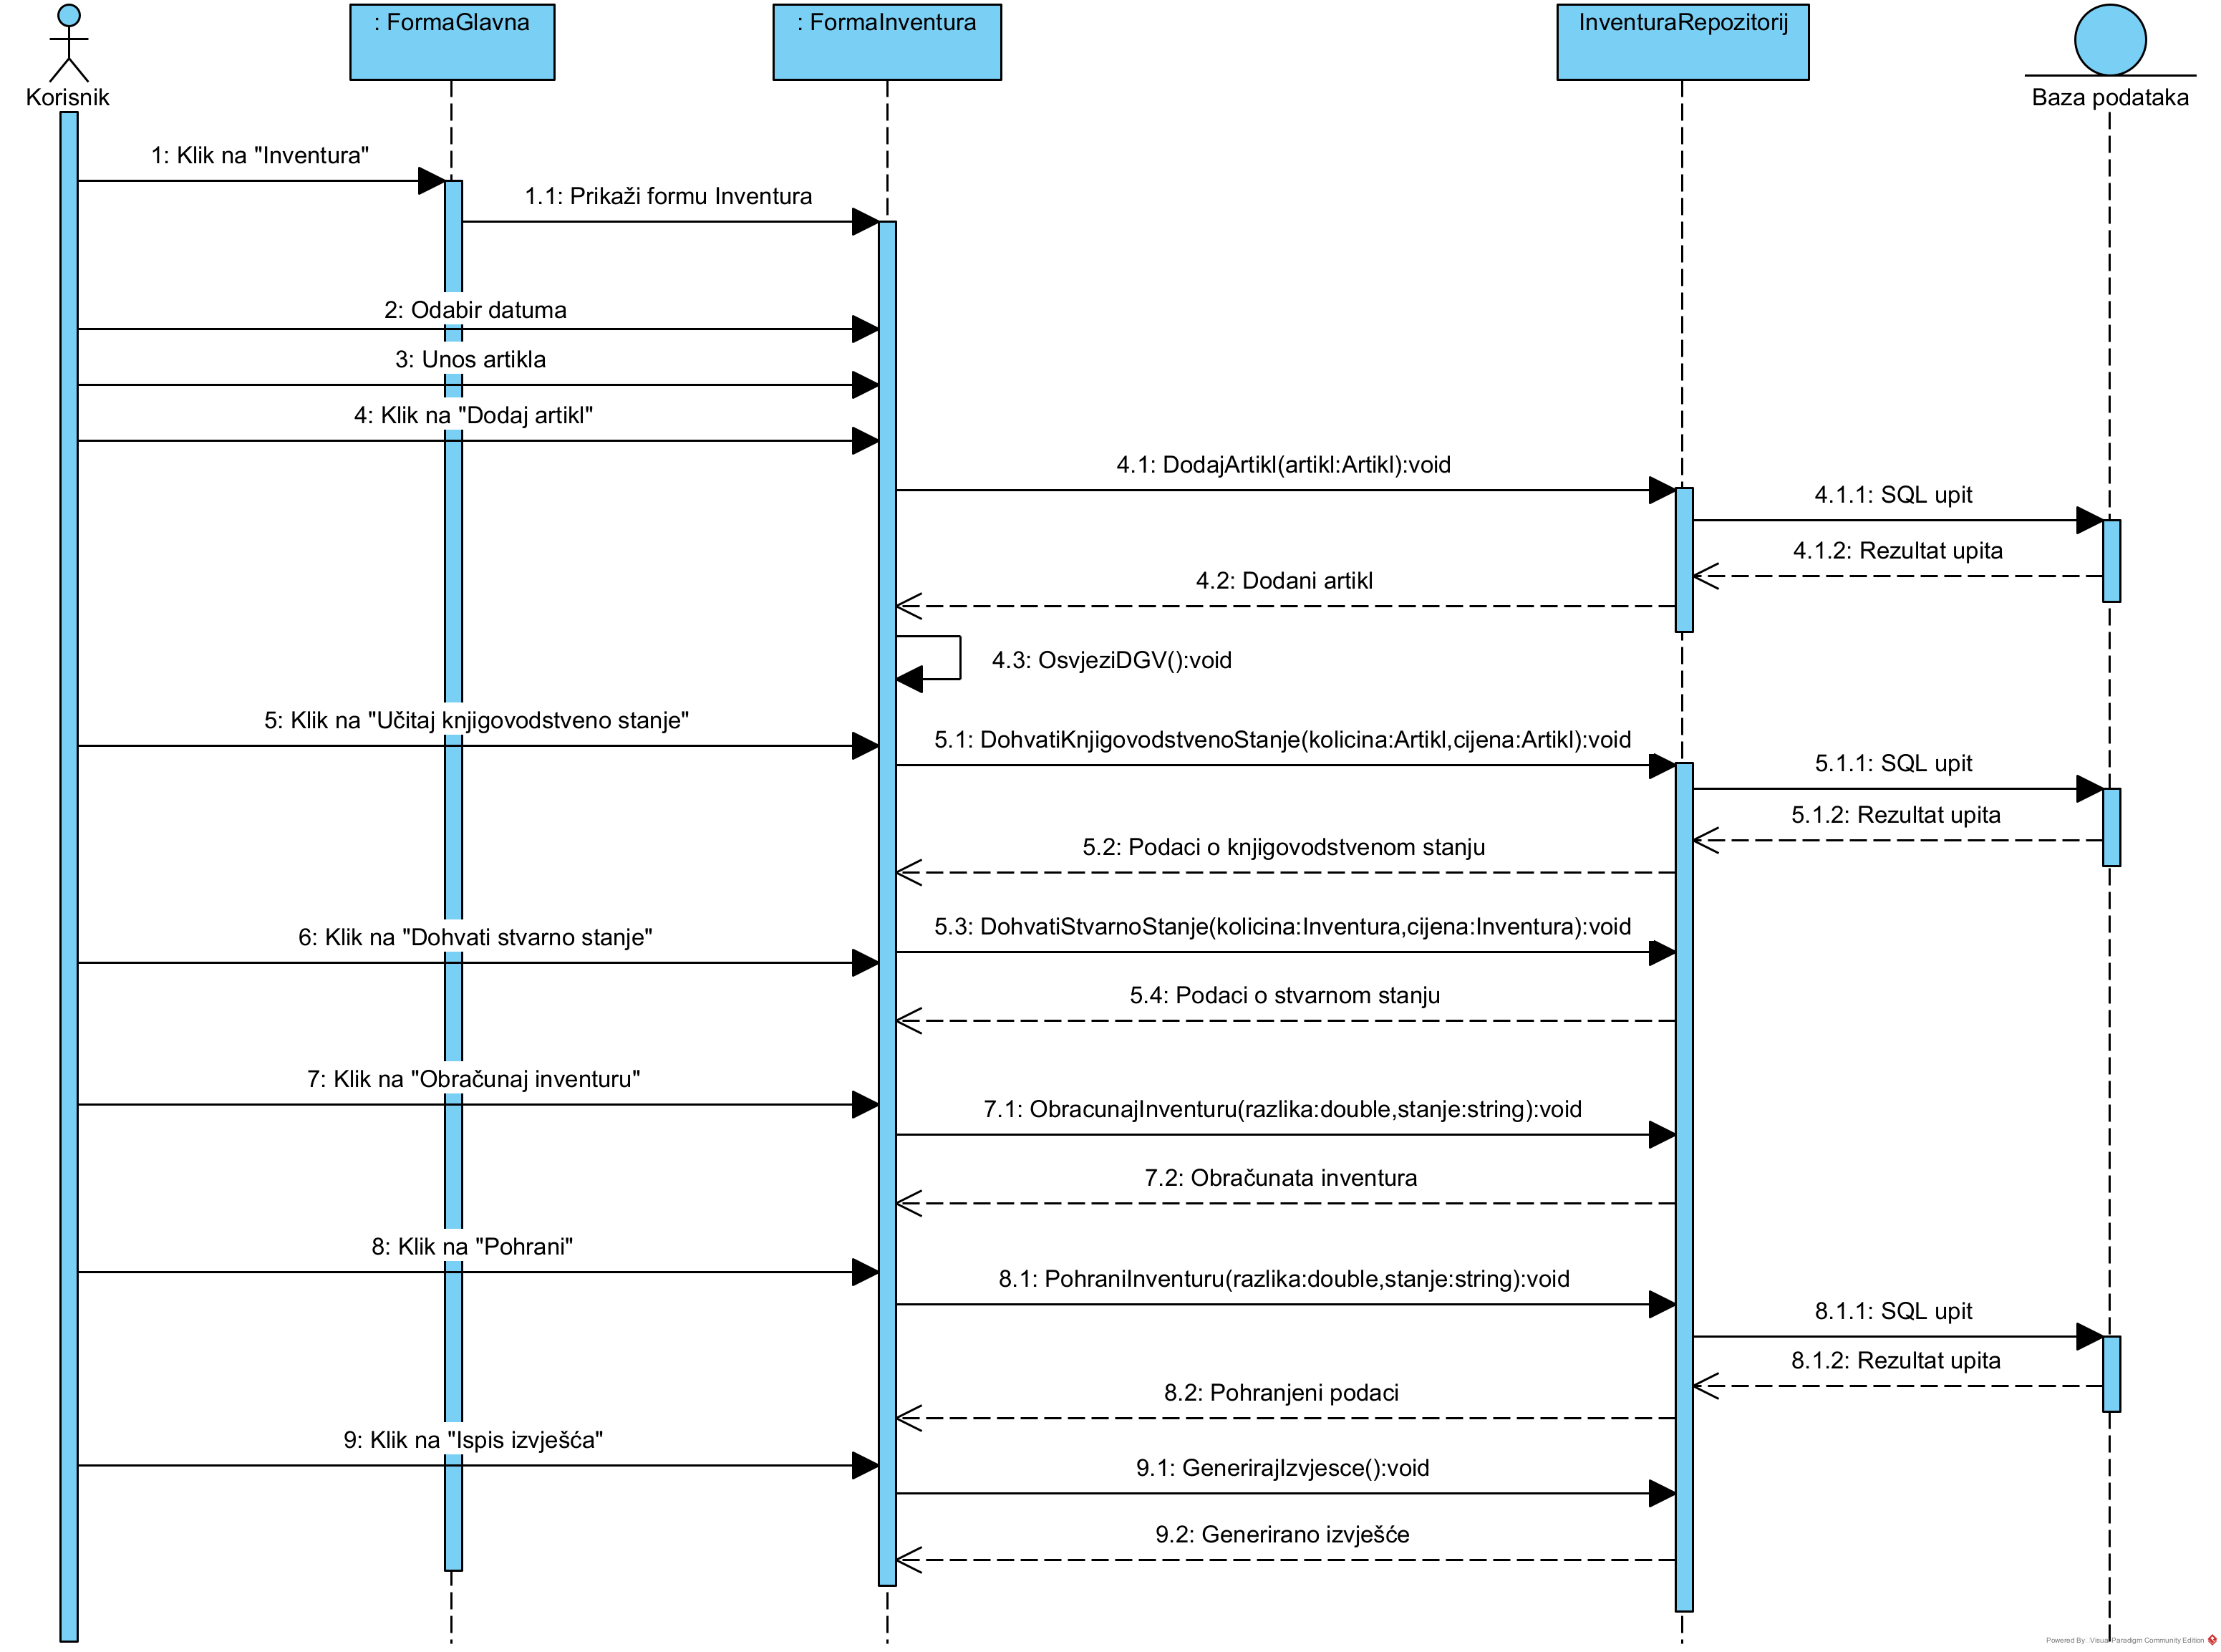 : FormaGlavna
: FormaInventura
InventuraRepozitorij
Korisnik
Baza podataka
1: Klik na "Inventura"
1.1: Prikaži formu Inventura
2: Odabir datuma
3: Unos artikla
4: Klik na "Dodaj artikl"
4.1: DodajArtikl(artikl:Artikl):void
4.1.1: SQL upit
4.1.2: Rezultat upita
4.2: Dodani artikl
4.3: OsvjeziDGV():void
5: Klik na "Učitaj knjigovodstveno stanje"
5.1: DohvatiKnjigovodstvenoStanje(kolicina:Artikl,cijena:Artikl):void
5.1.1: SQL upit
5.1.2: Rezultat upita
5.2: Podaci o knjigovodstvenom stanju
5.3: DohvatiStvarnoStanje(kolicina:Inventura,cijena:Inventura):void
6: Klik na "Dohvati stvarno stanje"
5.4: Podaci o stvarnom stanju
7: Klik na "Obračunaj inventuru"
7.1: ObracunajInventuru(razlika:double,stanje:string):void
7.2: Obračunata inventura
8: Klik na "Pohrani"
8.1: PohraniInventuru(razlika:double,stanje:string):void
8.1.1: SQL upit
8.1.2: Rezultat upita
8.2: Pohranjeni podaci
9: Klik na "Ispis izvješća"
9.1: GenerirajIzvjesce():void
9.2: Generirano izvješće
Powered By: Visual Paradigm Community Edition